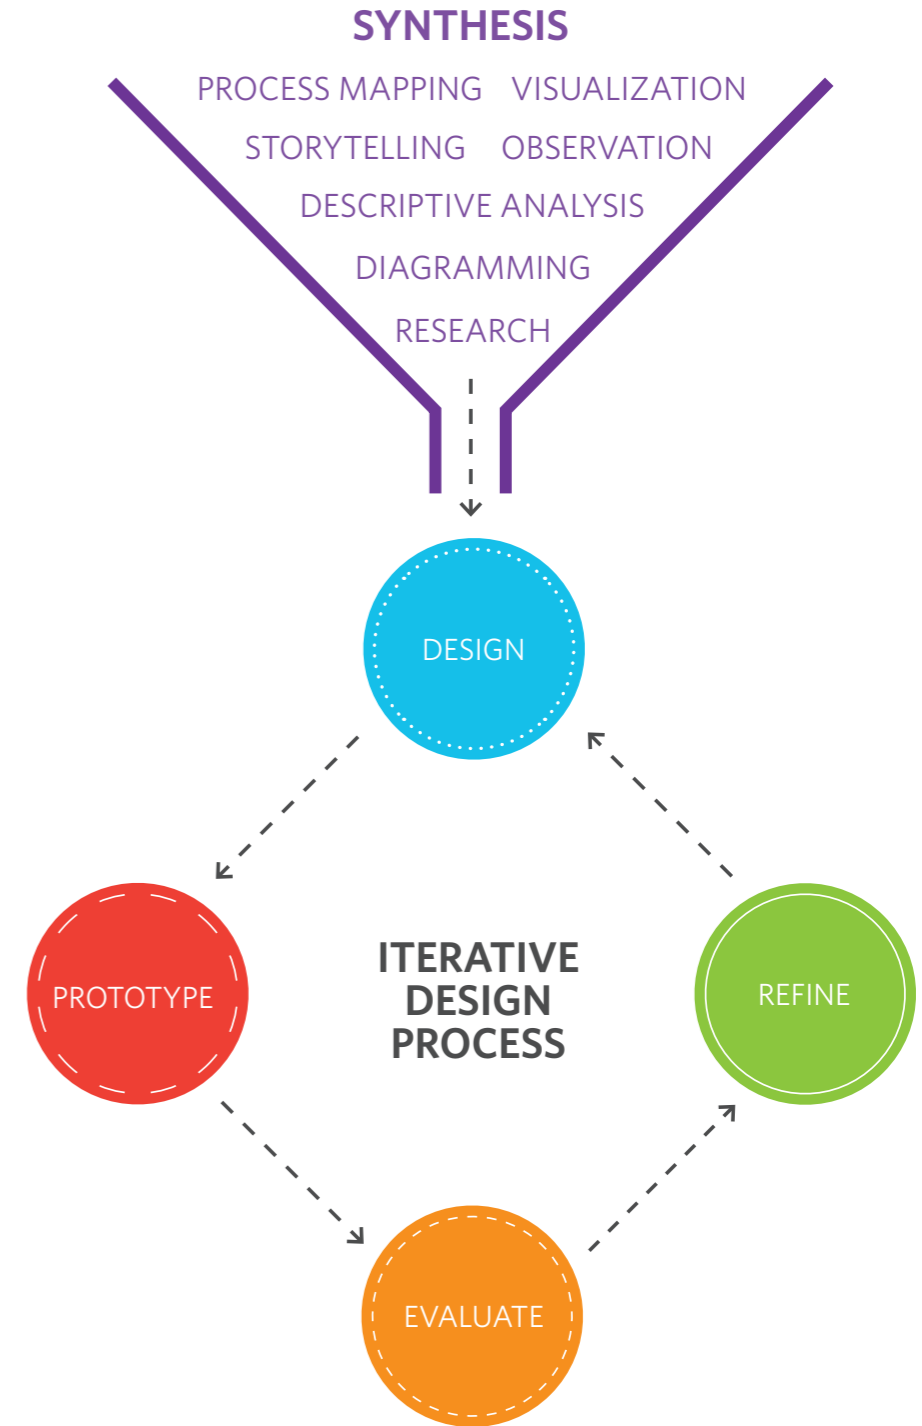 SYNTHESIS
PROCESS MAPPING VISUALIZATION
STORYTELLING OBSERVATION
DESCRIPTIVE ANALYSIS
DIAGRAMMING
RESEARCH
DESIGN
PROTOTYPE
ITERATIVE
DESIGN
PROCESS
REFINE
EVALUATE